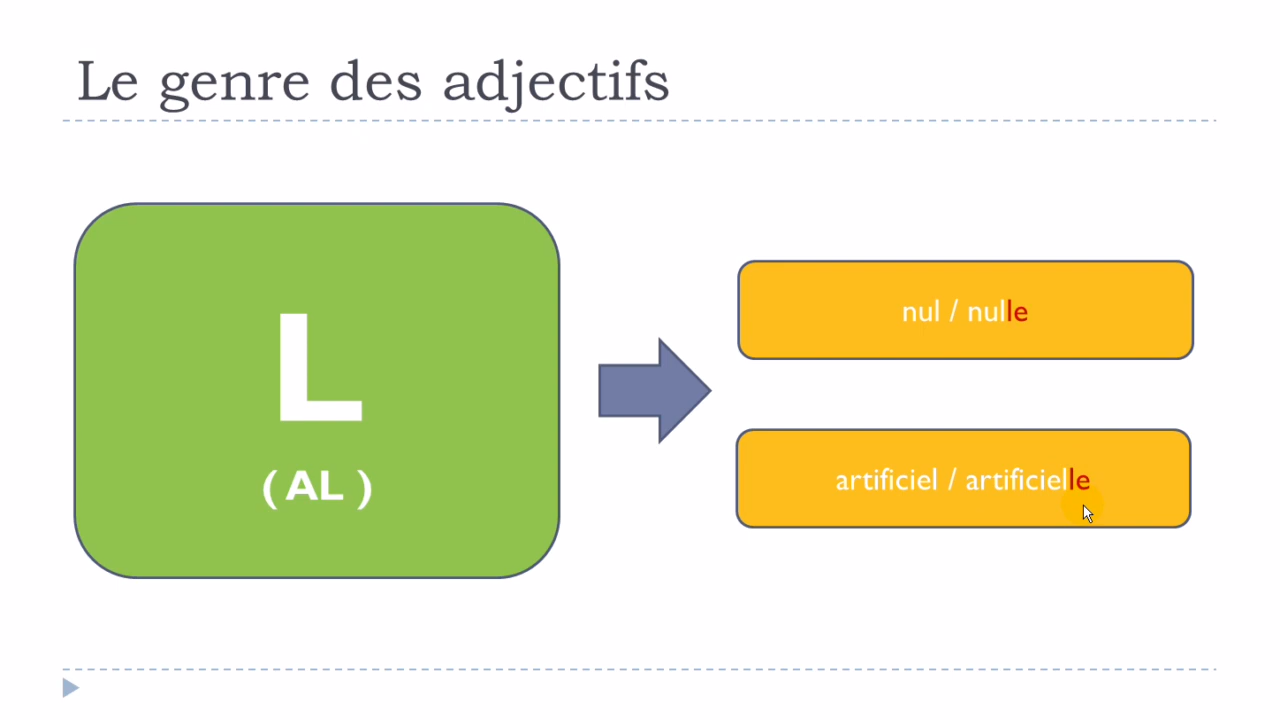 Le genre des adjectifs
L
( AL )
nul / nulle
artificiel / artificielle